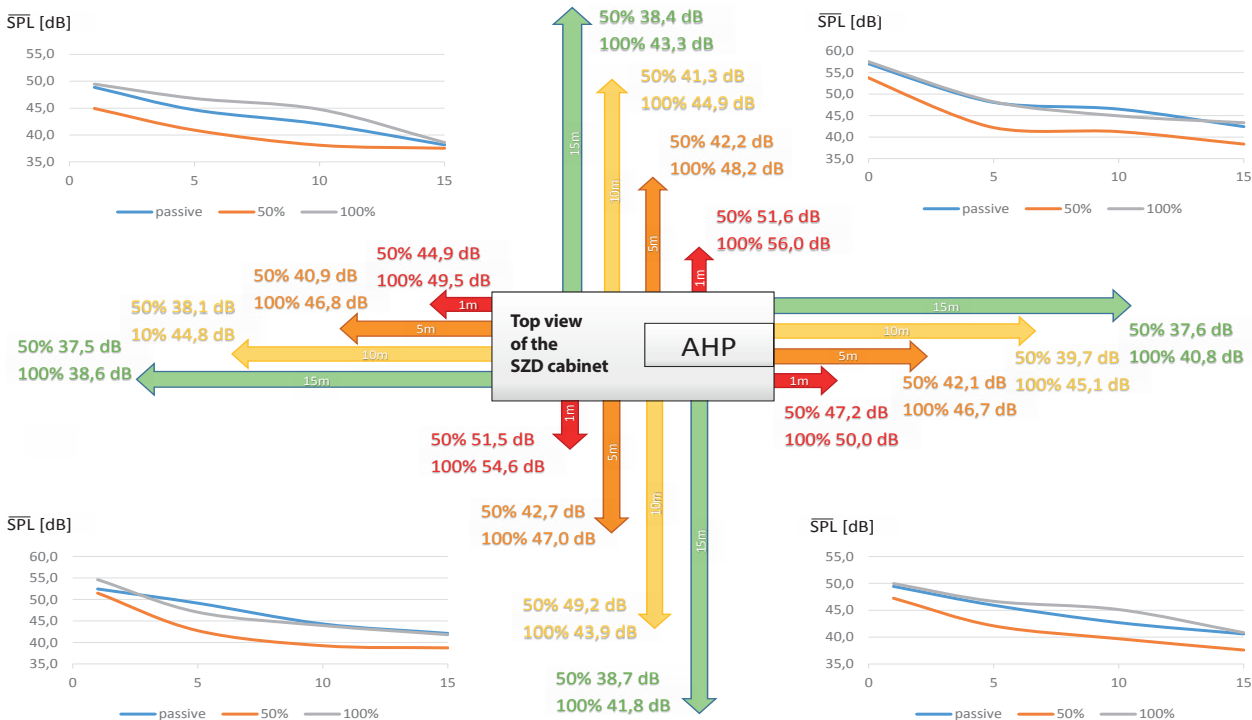 SPL [dB]
55,0
50,0
45,0
40,0
35,0
0
5
10
15
passive
50%
100%
50% 38,4 dB
100% 43,3 dB
15m
50% 41,3 dB
100% 44,9 dB
10m
50% 42,2 dB
100% 48,2 dB
5m
50% 51,6 dB
100% 56,0 dB
1m
SPL [dB]
60,0
55,0
50,0
45,0
40,0
35,0
0
5
10
15
passive
50%
100%
50% 44,9 dB
100% 49,5 dB
1m
50% 40,9 dB
100% 46,8 dB
5m
50% 38,1 dB
10% 44,8 dB
10m
50% 37,5 dB
100% 38,6 dB
15m
Top view
of the
SZD cabinet
AHP
15m
50% 37,6 dB
100% 40,8 dB
10m
50% 39,7 dB
100% 45,1 dB
5m
50% 42,1 dB
100% 46,7 dB
1m
50% 47,2 dB
100% 50,0 dB
1m
50% 51,5 dB
100% 54,6 dB
5m
50% 42,7 dB
100% 47,0 dB
10m
50% 49,2 dB
100% 43,9 dB
15m
50% 38,7 dB
100% 41,8 dB
SPL [dB]
60,0
55,0
50,0
45,0
40,0
35,0
0
5
10
15
passive
50%
100%
SPL [dB]
55,0
50,0
45,0
40,0
35,0
0
5
10
15
passive
50%
100%